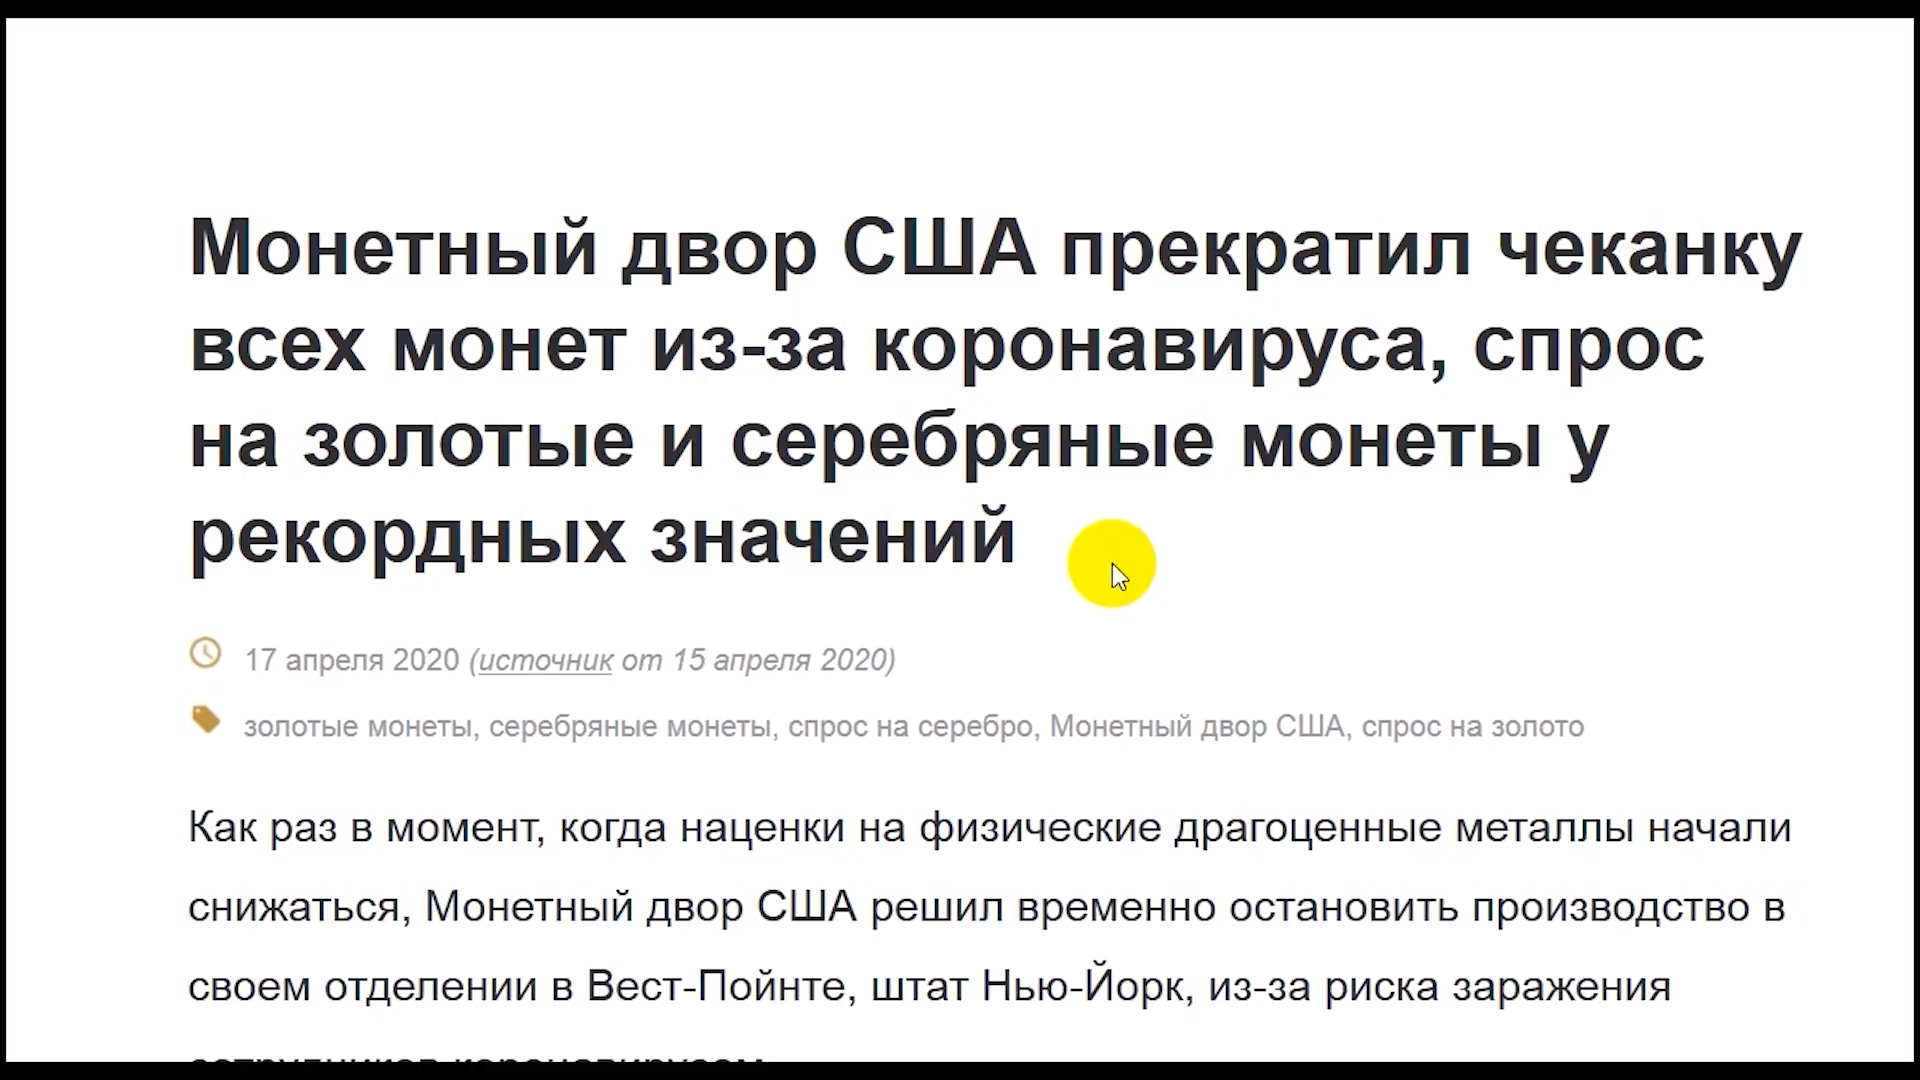 Монетный двор США прекратил чеканку
всех монет из-за коронавируса, спрос
на золотые и серебряные монеты у
рекордных значений
17 апреля 2020 (источник от 15 апреля 2020)
золотые монеты, серебряные монеты, спрос на серебро, Монетный двор США, спрос на золото
Как раз в момент, когда наценки на физические драгоценные металлы начали
снижаться, Монетный двор США решил временно остановить производство в
своем отделении в Вест-Пойнте, штат Нью-Йорк, из-за риска заражения
сотрудников коронавирусом